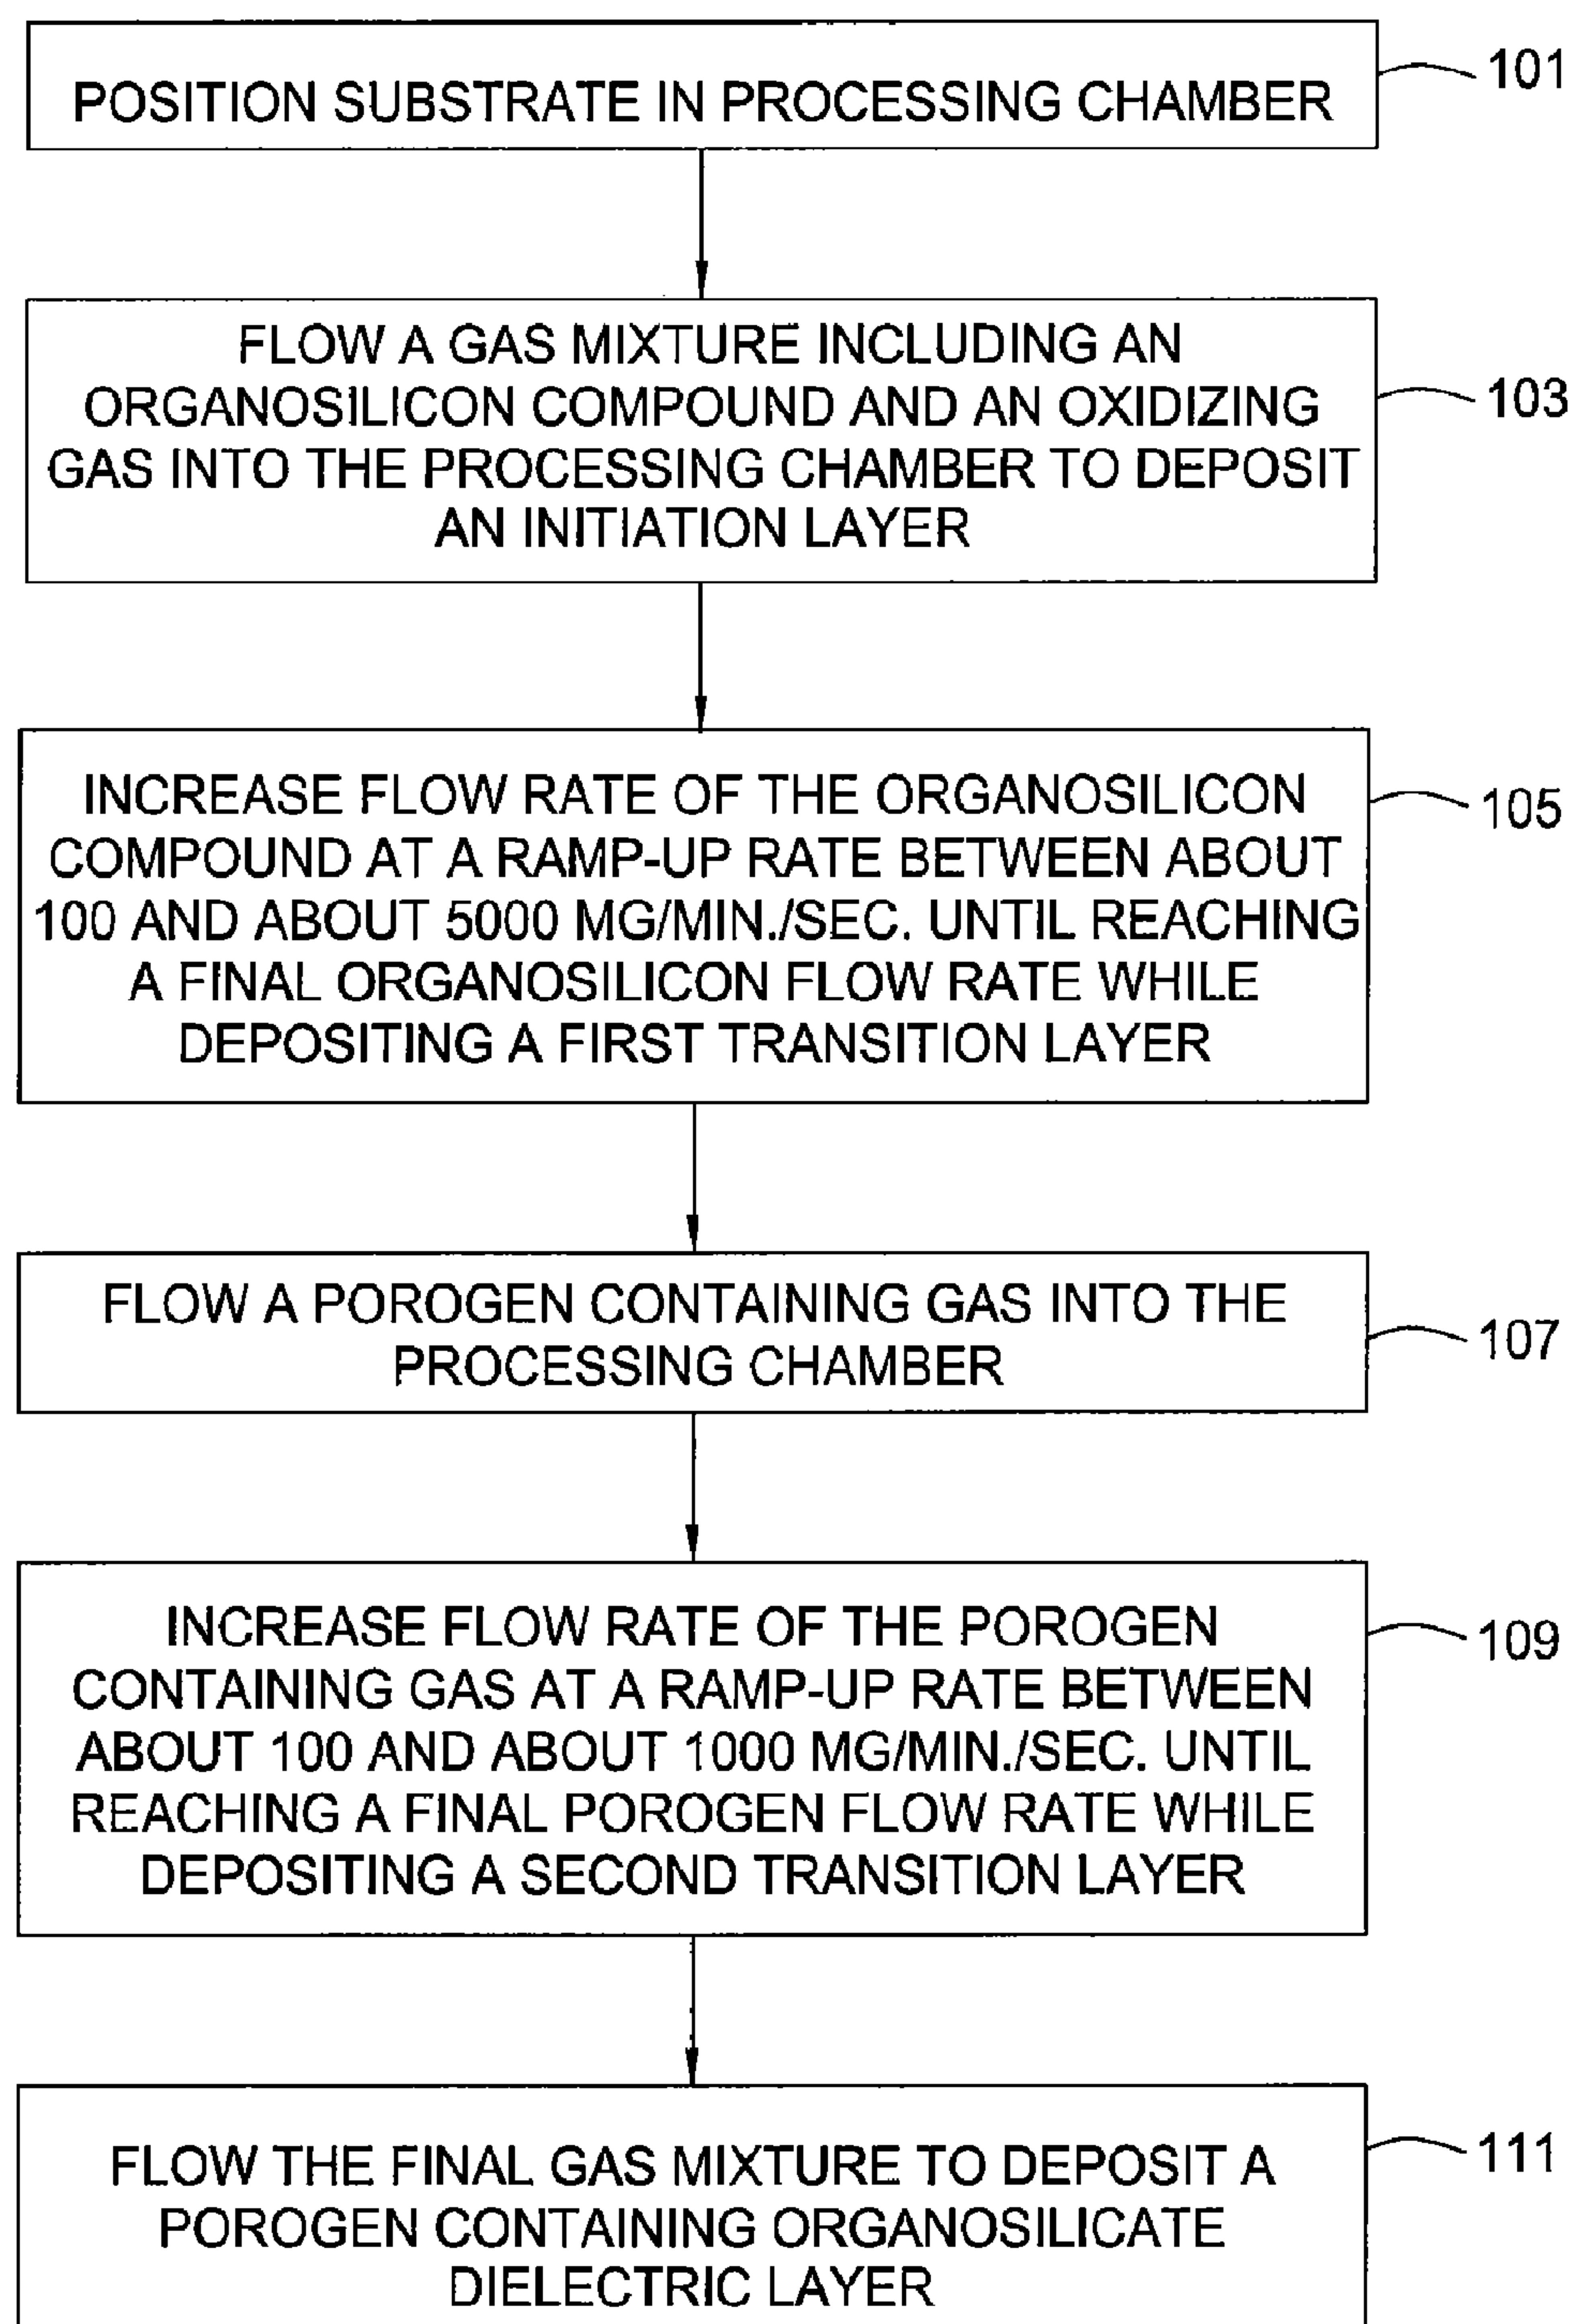 POSITION SUBSTRATE IN PROCESSING CHAMBER
101
FLOW A GAS MIXTURE INCLUDING AN
ORGANOSILICON COMPOUND AND AN OXIDIZING
GAS INTO THE PROCESSING CHAMBER TO DEPOSIT
AN INITIATION LAYER
103
INCREASE FLOW RATE OF THE ORGANOSILICON
COMPOUND AT A RAMP-UP RATE BETWEEN ABOUT
100 AND ABOUT 5000 MG/MIN./SEC. UNTIL REACHING
A FINAL ORGANOSILICON FLOW RATE WHILE
DEPOSITING A FIRST TRANSITION LAYER
105
FLOW A POROGEN CONTAINING GAS INTO THE
PROCESSING CHAMBER
107
INCREASE FLOW RATE OF THE POROGEN
CONTAINING GAS AT A RAMP-UP RATE BETWEEN
ABOUT 100 AND ABOUT 1000 MG/MIN./SEC. UNTIL
REACHING A FINAL POROGEN FLOW RATE WHILE
DEPOSITING A SECOND TRANSITION LAYER
109
FLOW THE FINAL GAS MIXTURE TO DEPOSIT A
POROGEN CONTAINING ORGANOSILICATE
DIELECTRIC LAYER
111